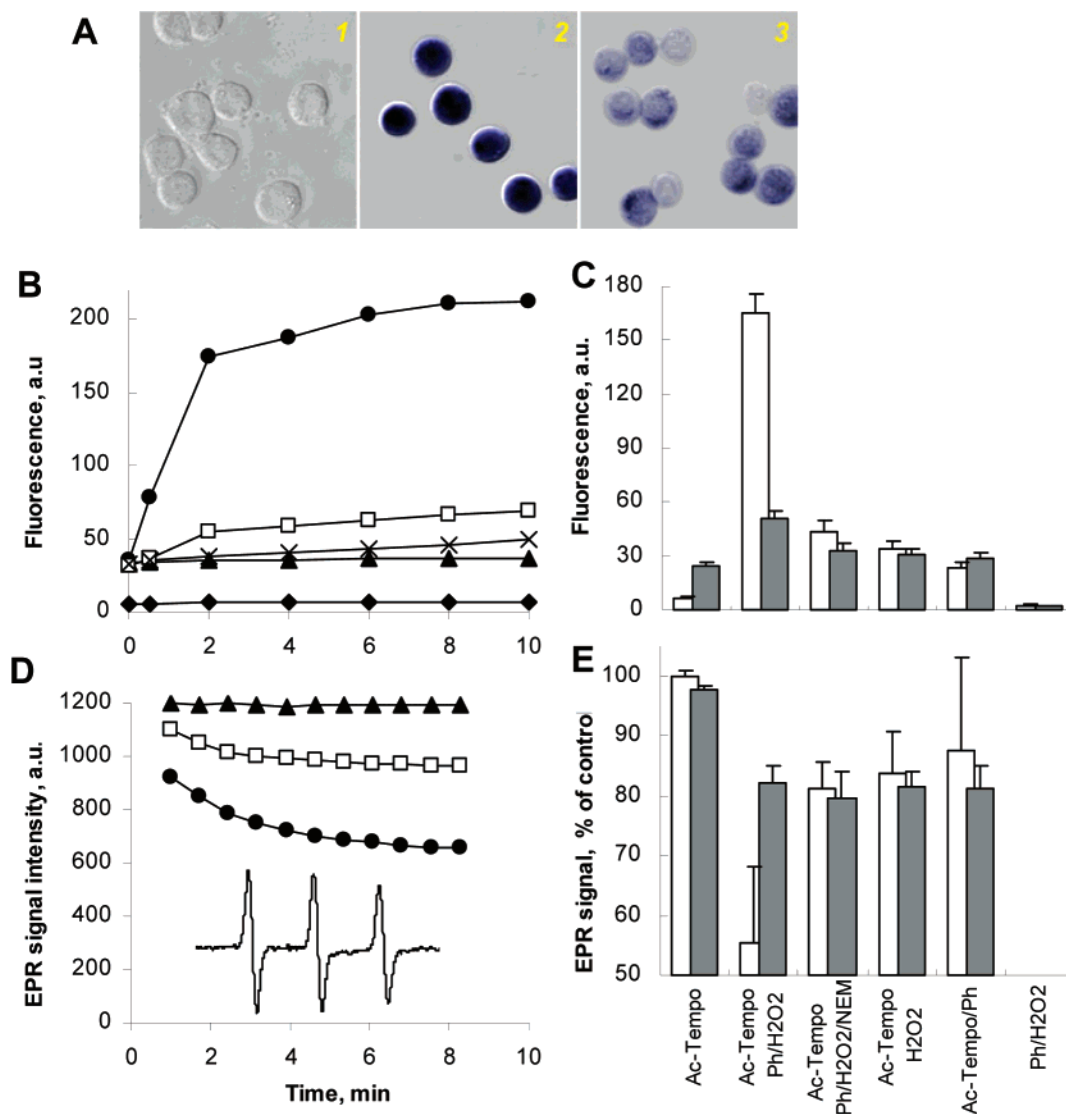 A
1
2
3
B
Fluorescence, a.u
200
150
100
50
0
0 2 4 6 8 10
C
Fluorescence, a.u.
180
150
120
90
60
30
0
D
EPR signal intensity, a.u.
1200
1000
800
600
400
200
0
0 2 4 6 8 10
Time, min
E
EPR signal, % of control
100
90
80
70
60
50
Ac-Tempo
Ac-Tempo
Ph/H2O2
Ac-Tempo
Ph/H2O2/NEM
Ac-Tempo
H2O2
Ac-Tempo/Ph
Ph/H2O2